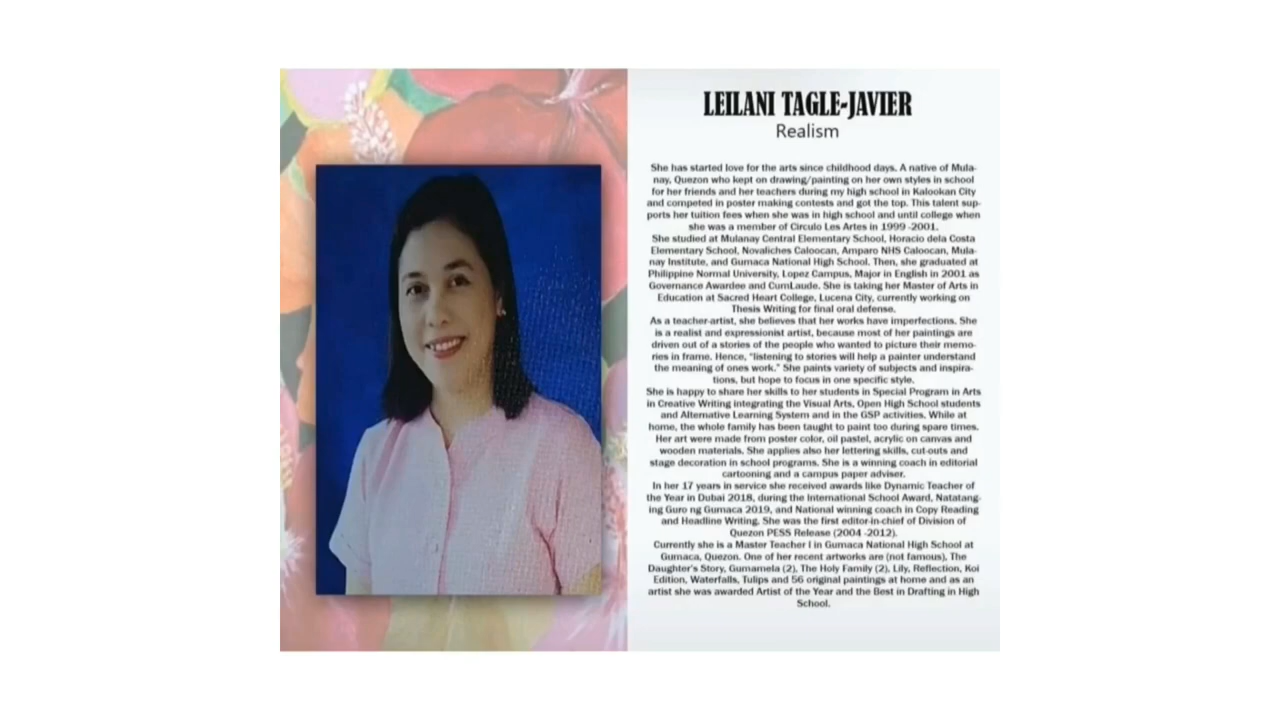 LEILANI TAGLE-JAVIER
Realism
She has started love for the arts since childhood days. A native of Mula-
nay, Quezon who kept on drawing/painting on her own styles in school
for her friends and her teachers during my high school in Kalookan City
and competed in poster making contests and got the top. This talent sup-
ports her tuition fees when she was in high school and until college when
she was a member of Circulo Les Artes in 1999 -2001.
She studied at Mulanay Central Elementary School, Horacio dela Costa
Elementary School, Novaliches Caloocan, Amparo NHS Caloocan, Mula-
nay Institute, and Gumaca National High School. Then, she graduated at
Philippine Normal University, Lopez Campus, Major in English in 2001 as
Governance Awardee and CumLaude. She is taking her Master of Arts in
Education at Sacred Heart College, Lucena City, currently working on
Thesis Writing for final oral defense.
As a teacher-artist, she believes that her works have imperfections. She
is a realist and expressionist artist, because most of her paintings are
driven out of a stories of the people who wanted to picture their memo-
ries in frame. Hence, "listening to stories will help a painter understand
the meaning of ones work." She paints variety of subjects and inspira-
tions, but hope to focus in one specific style.
She is happy to share her skills to her students in Special Program in Arts
in Creative Writing integrating the Visual Arts, Open High School students
and Alternative Learning System and in the GSP activities. While at
home, the whole family has been taught to paint too during spare times.
Her art were made from poster color, oil pastel, acrylic on canvas and
wooden materials. She applies also her lettering skills, cut-outs and
stage decoration in school programs. She is a winning coach in editorial
cartooning and a campus paper adviser.
In her 17 years in service she received awards like Dynamic Teacher of
the Year in Dubai 2018, during the International School Award, Natatang-
ing Guro ng Gumaca 2019, and National winning coach in Copy Reading
and Headline Writing. She was the first editor-in-chief of Division of
Quezon PESS Release (2004 -2012).
Currently she is a Master Teacher I in Gumaca National High School at
Gumaca, Quezon. One of her recent artworks are (not famous), The
Daughter's Story, Gumamela (2), The Holy Family (2), Lily, Reflection, Koi
Edition, Waterfalls, Tulips and 56 original paintings at home and as an
artist she was awarded Artist of the Year and the Best in Drafting in High
School.